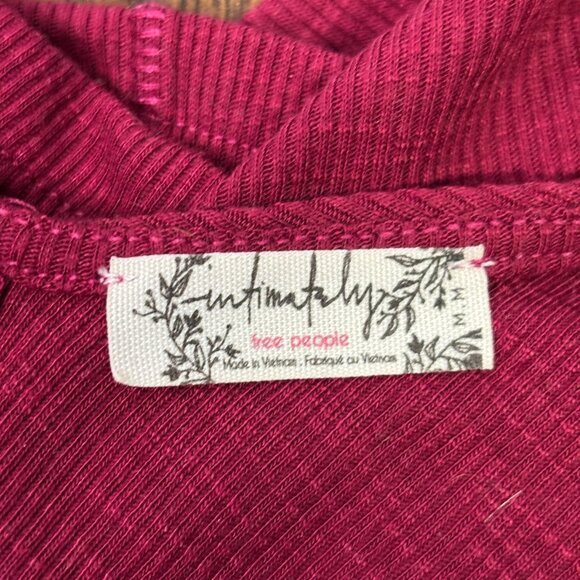 intimately
free people
Made in Vietnam . Fabriqué au Vietnam
M.M